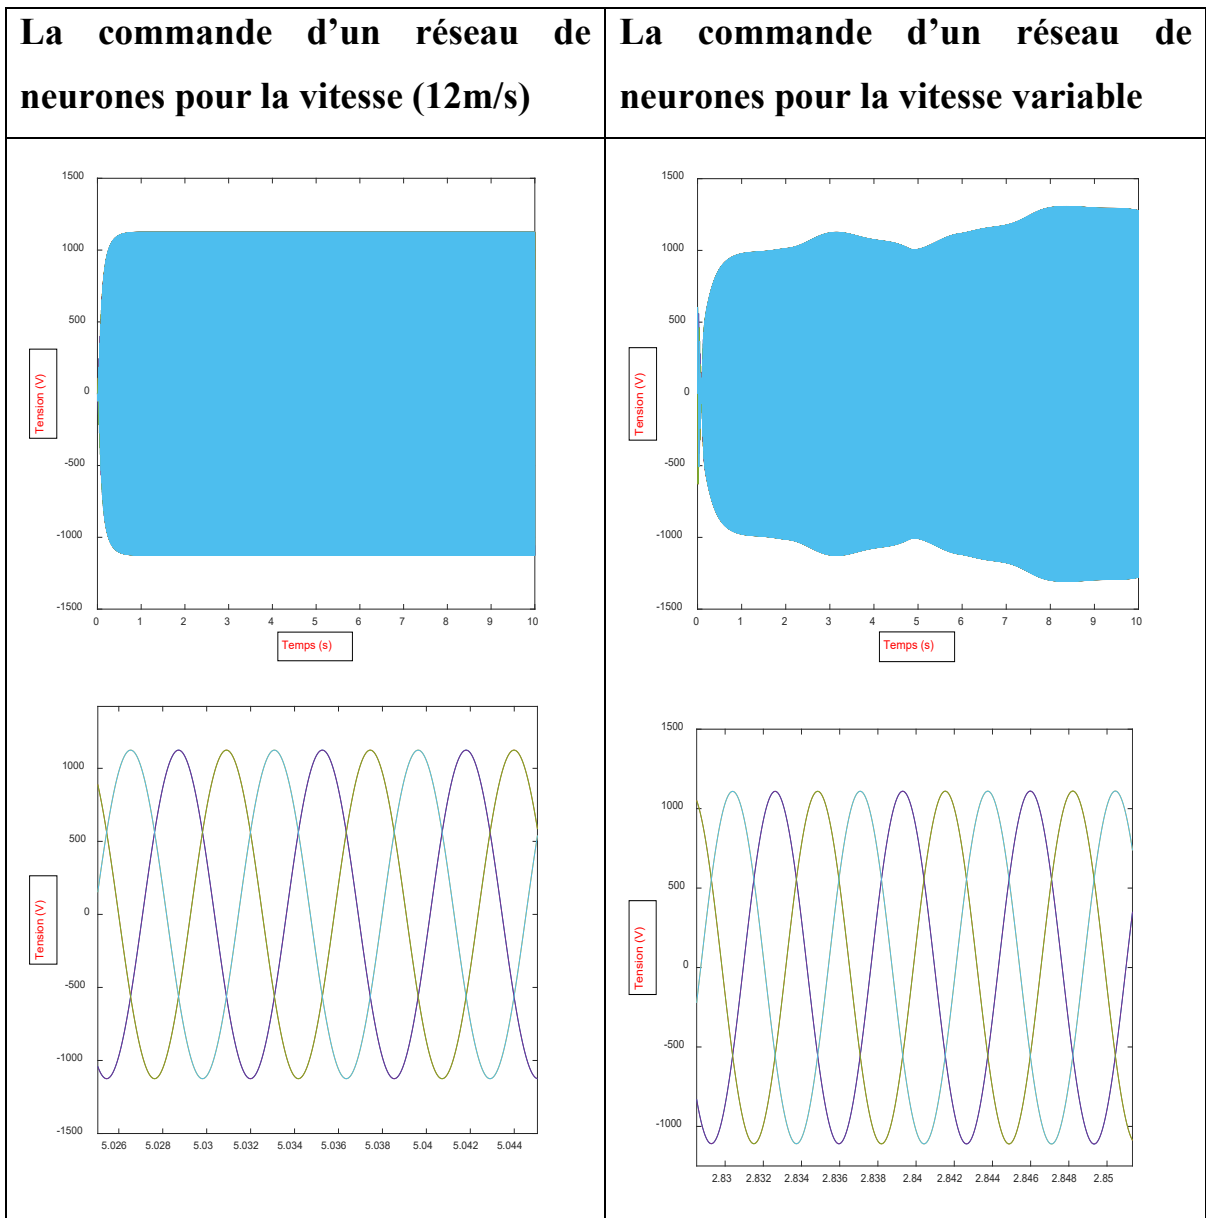 La commande d’un réseau de
neurones pour la vitesse (12m/s)
La commande d’un réseau de
neurones pour la vitesse variable
1500
1000
500
0
-500
-1000
-1500
Tension (V)
0 1 2 3 4 5 6 7 8 9 10
Temps (s)
1500
1000
500
0
-500
-1000
-1500
Tension (V)
0 1 2 3 4 5 6 7 8 9 10
Temps (s)
1000
500
0
-500
-1000
-1500
Tension (V)
5.026 5.028 5.03 5.032 5.034 5.036 5.038 5.04 5.042 5.044
1500
1000
500
0
-500
-1000
Tension (V)
2.83 2.832 2.834 2.836 2.838 2.84 2.842 2.844 2.846 2.848 2.85